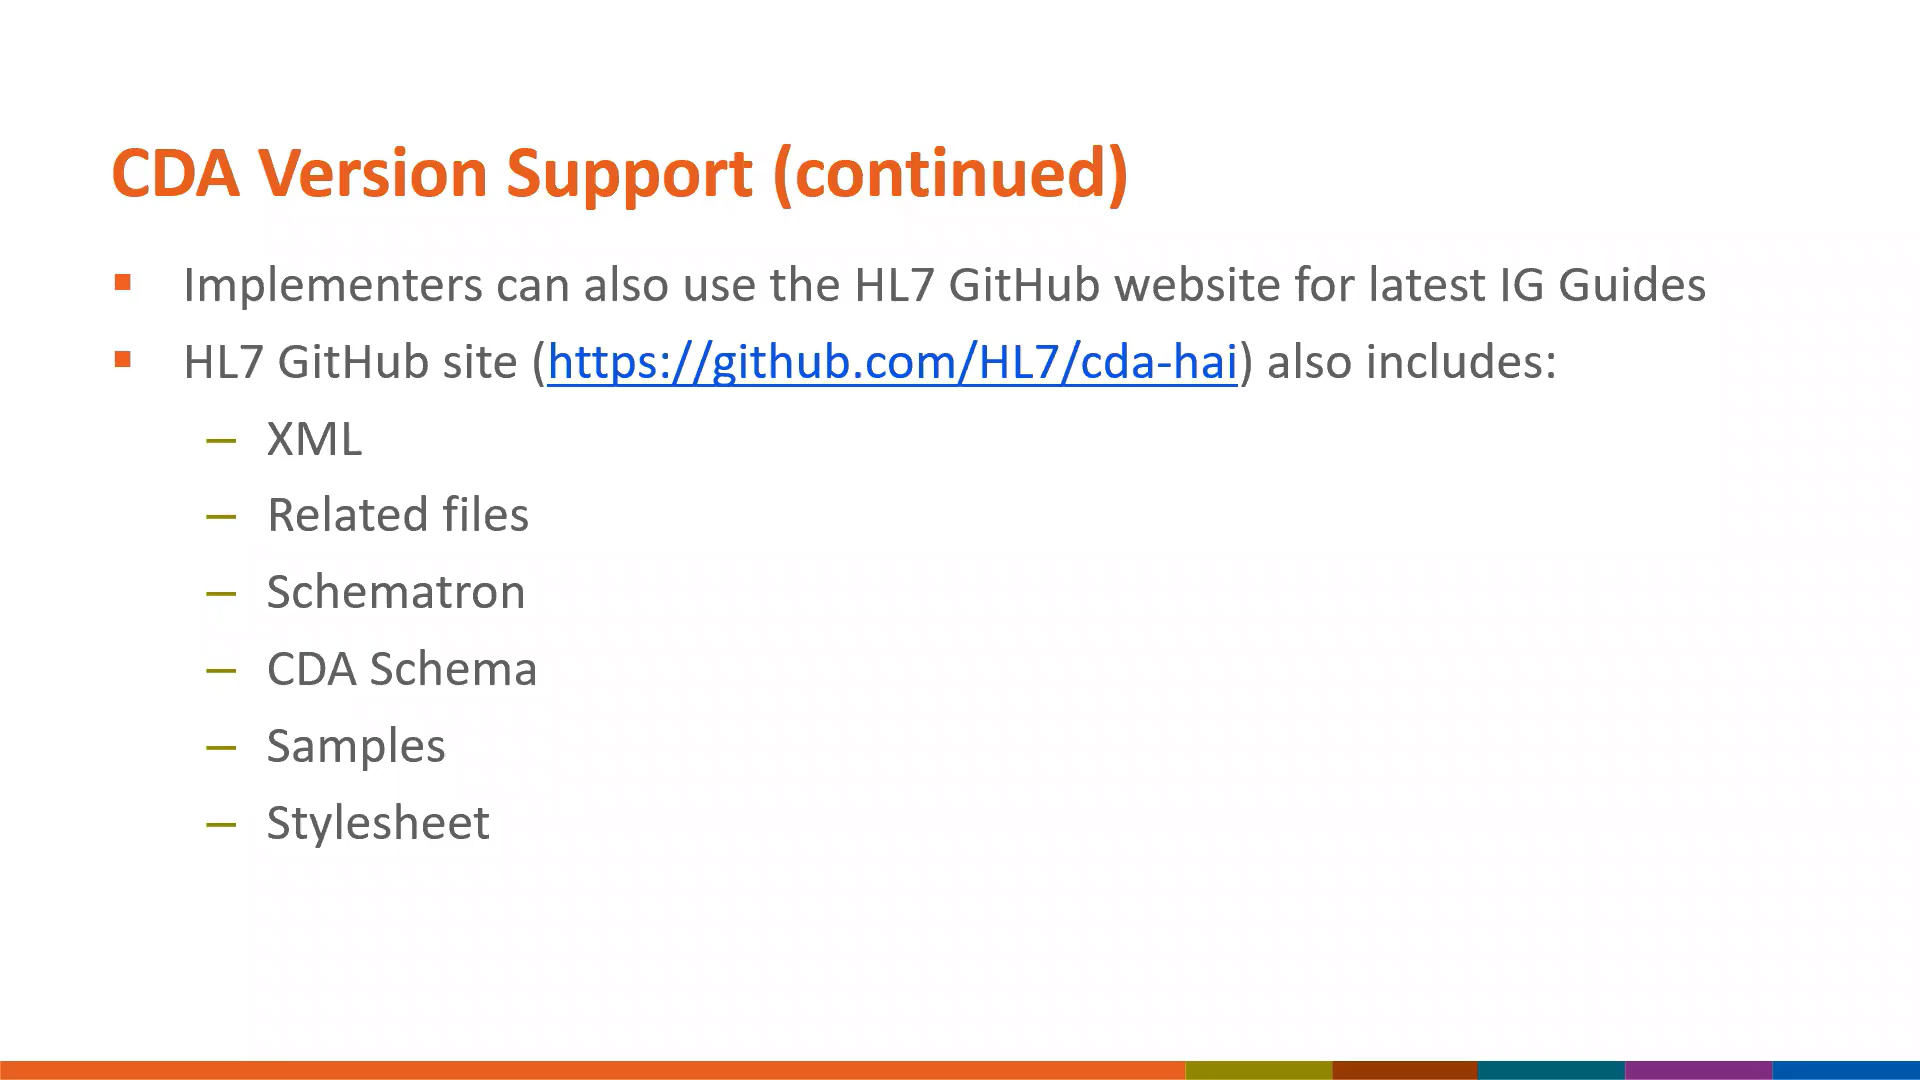 CDA Version Support (continued)
▪ Implementers can also use the HL7 GitHub website for latest IG Guides
▪ HL7 GitHub site (https://github.com/HL7/cda-hai) also includes:
– XML
– Related files
– Schematron
– CDA Schema
– Samples
– Stylesheet